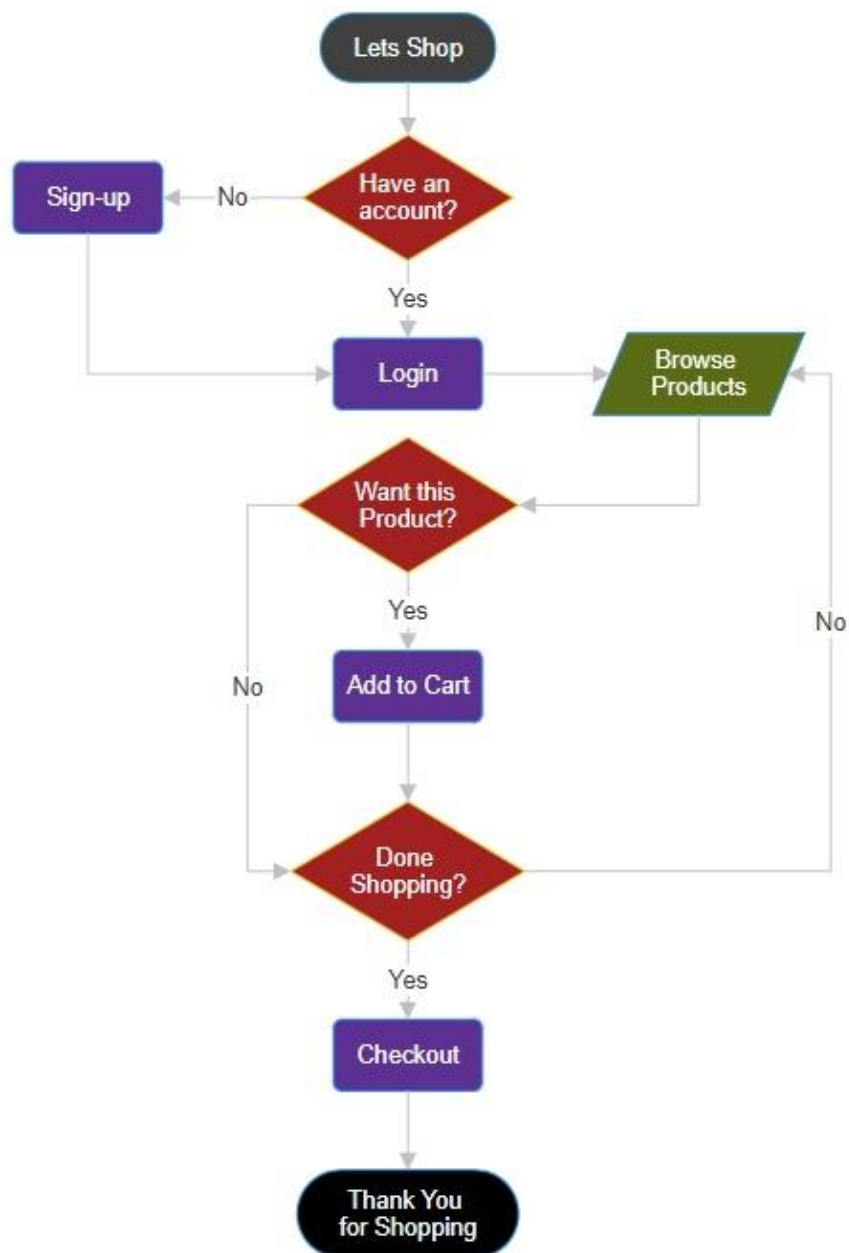 Lets Shop
Have an
account?
Sign-up
No
Yes
Login
Browse
Products
Want this
Product?
Yes
No
No
Add to Cart
Done
Shopping?
Yes
Checkout
Thank You
for Shopping